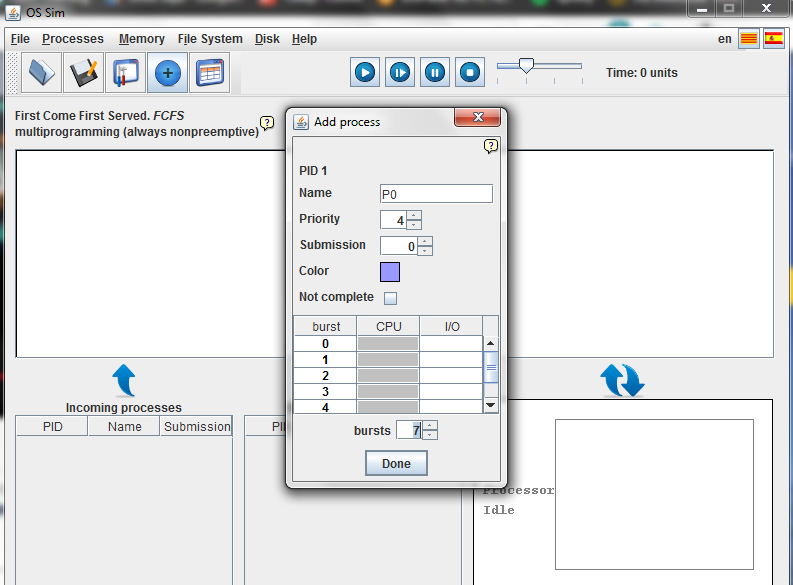 OS Sim
File Processes Memory File System Disk Help
en
Time: 0 units
First Come First Served. FCFS
multiprogramming (always nonpreemptive)
?
Add process
?
PID 1
Name P0
Priority 4
Submission 0
Color
Not complete
burst CPU I/O
0
1
2
3
4
bursts 7
Done
Incoming processes
PID Name Submission
Processor
Idle